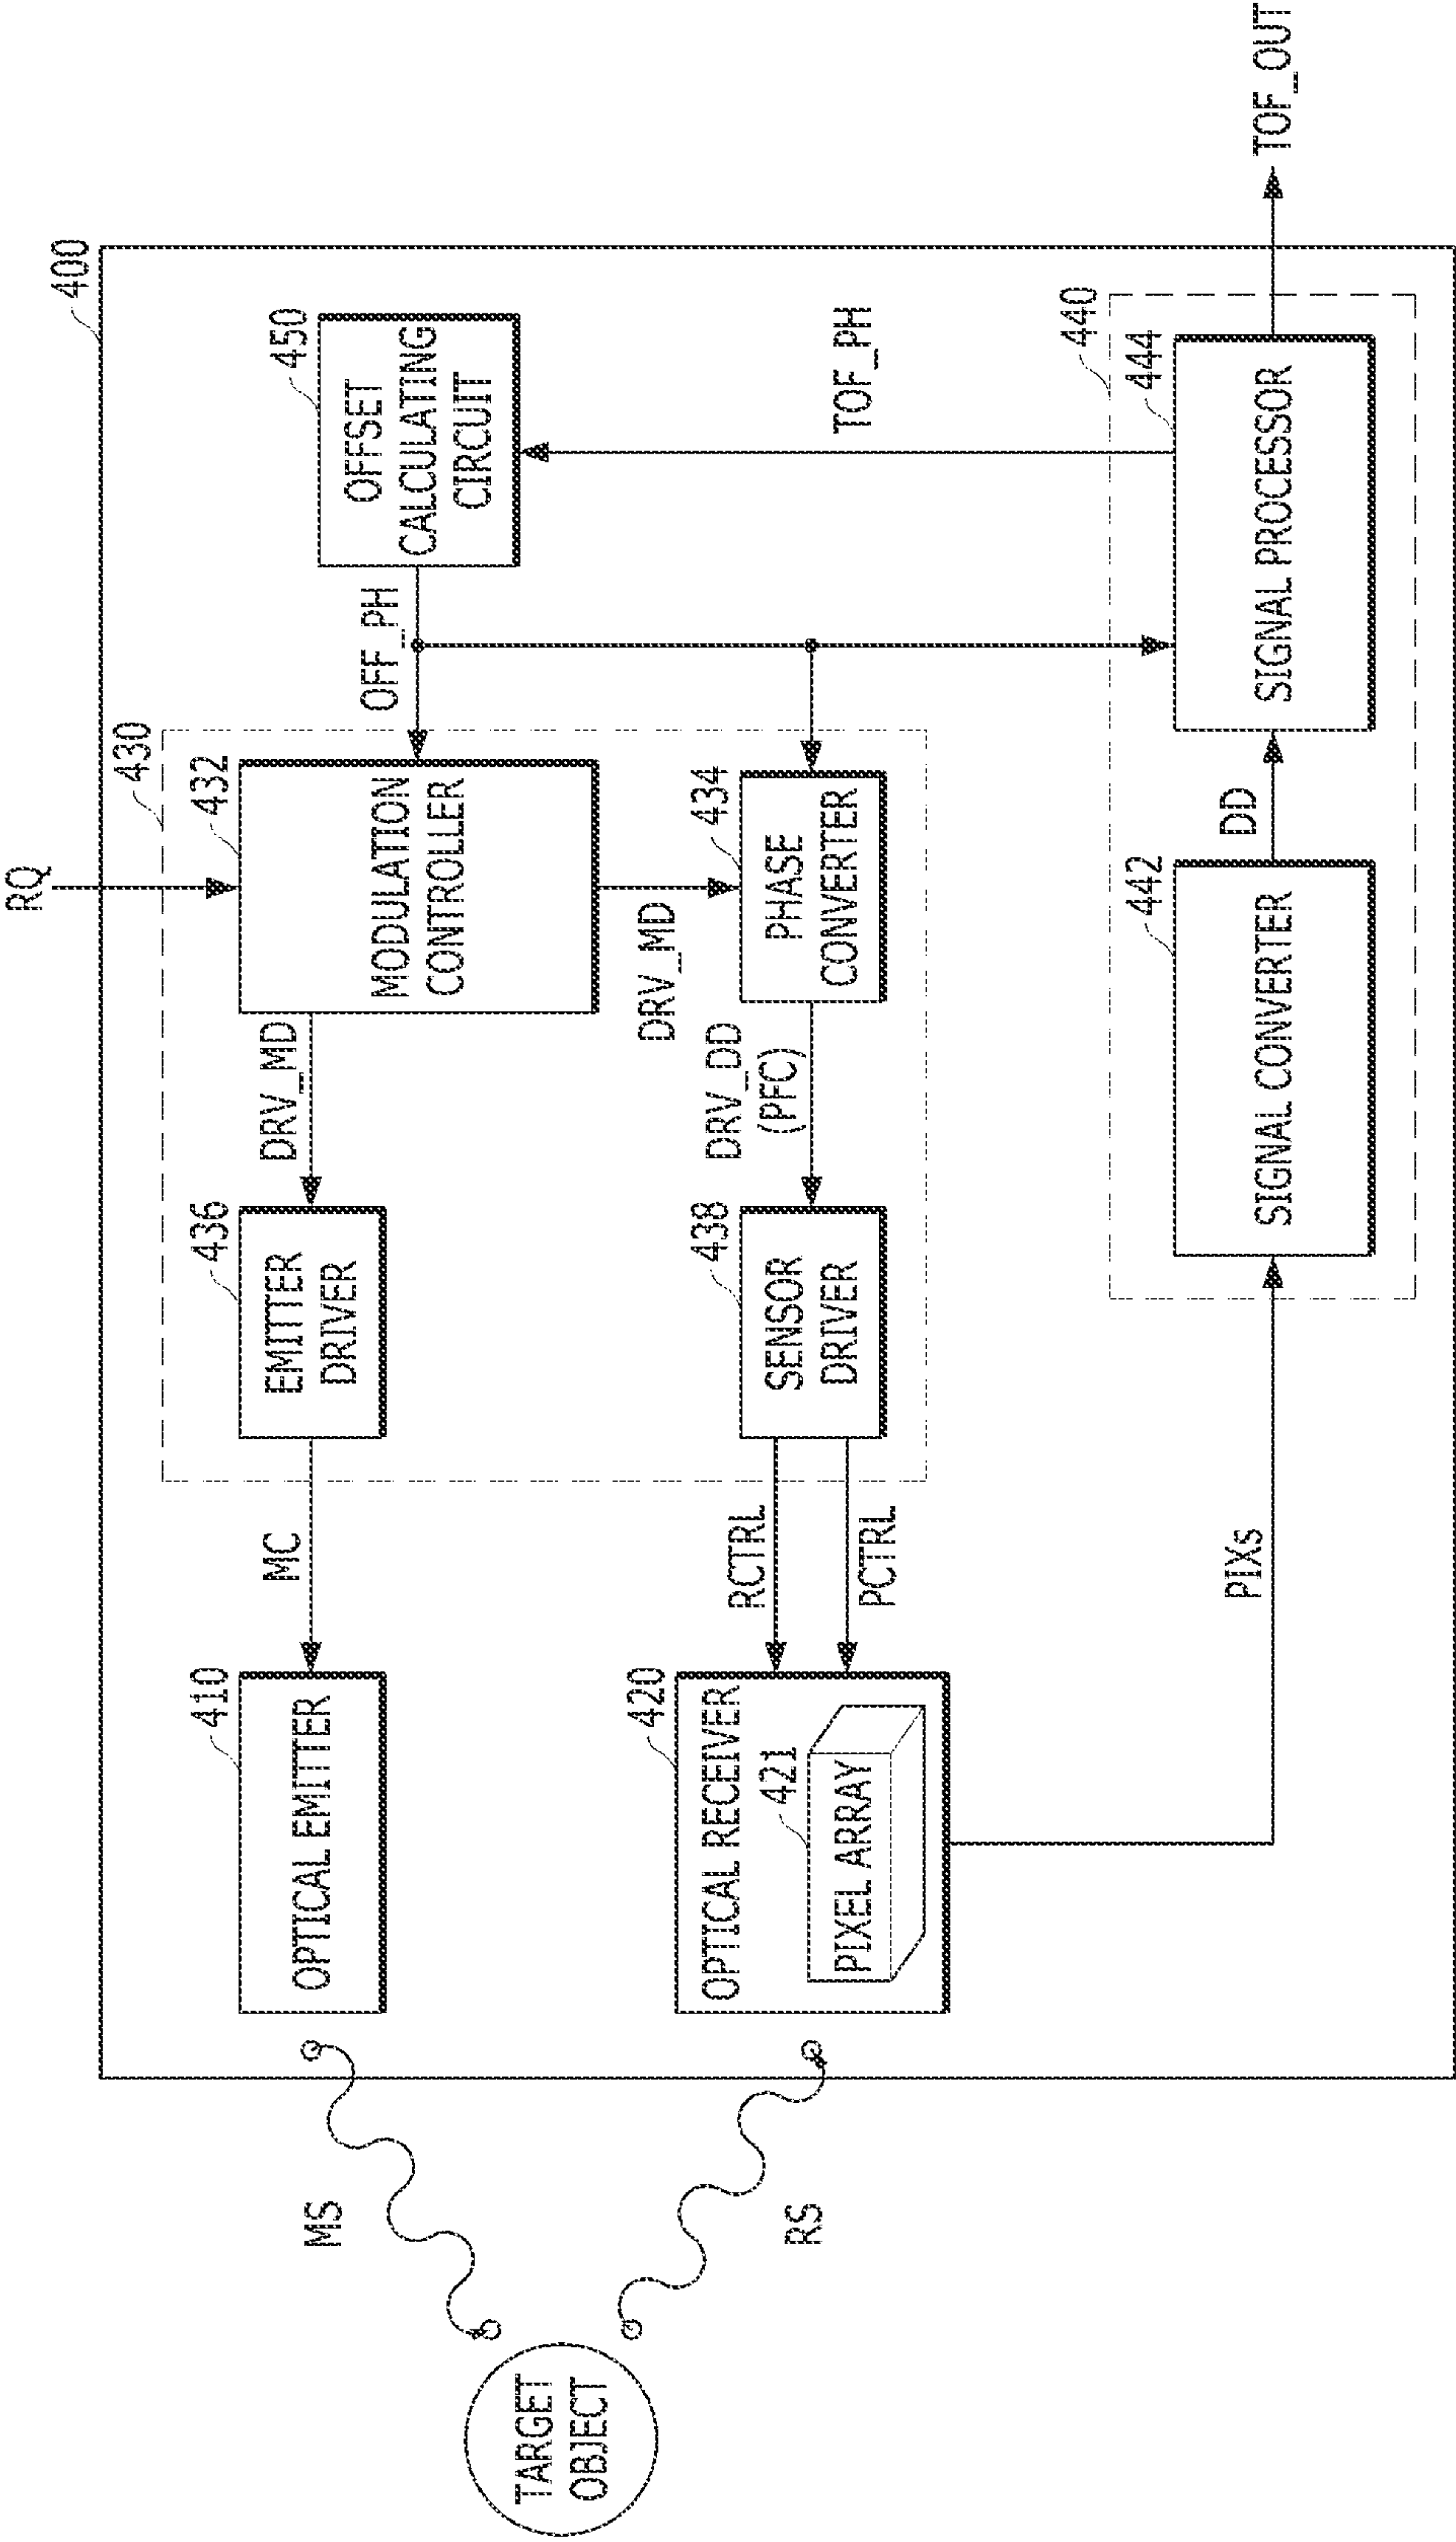 400
RQ
430
432
MODULATION
CONTROLLER
OFF_PH
450
OFFSET
CALCULATING
CIRCUIT
DRV_MD
436
EMITTER
DRIVER
MC
410
OPTICAL EMITTER
MS
TARGET
OBJECT
RS
420
OPTICAL RECEIVER
421
PIXEL ARRAY
RCTRL
PCTRL
438
SENSOR
DRIVER
DRV_DD
(PFC)
DRV_MD
434
PHASE
CONVERTER
TOF_PH
PIXs
440
442
SIGNAL CONVERTER
DD
444
SIGNAL PROCESSOR
TOF_OUT